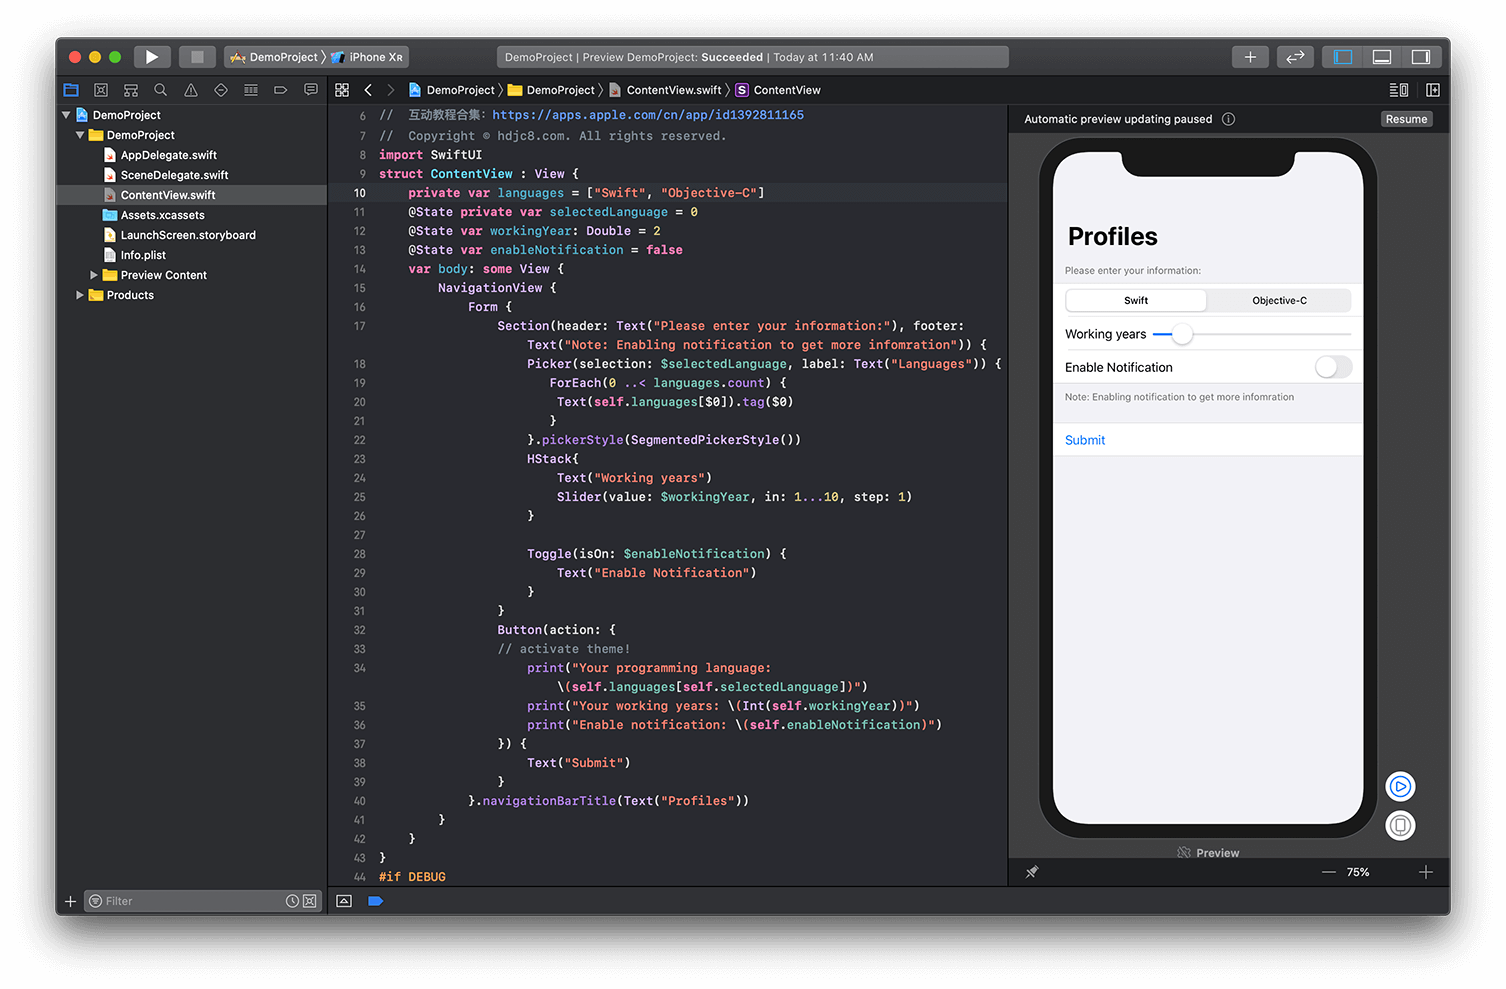 DemoProject
iPhone XR
DemoProject | Preview DemoProject: Succeeded | Today at 11:40 AM
DemoProject
DemoProject
AppDelegate.swift
SceneDelegate.swift
ContentView.swift
Assets.xcassets
LaunchScreen.storyboard
Info.plist
Preview Content
Products
Filter
DemoProject
DemoProject
ContentView.swift
S ContentView
6 // 互动教程合集：https://apps.apple.com/cn/app/id1392811165
7 // Copyright © hdjc8.com. All rights reserved.
8 import SwiftUI
9 struct ContentView : View {
10 private var languages = ["Swift", "Objective-C"]
11 @State private var selectedLanguage = 0
12 @State var workingYear: Double = 2
13 @State var enableNotification = false
14 var body: some View {
15 NavigationView {
16 Form {
17 Section(header: Text("Please enter your information:"), footer:
Text("Note: Enabling notification to get more infomration")) {
18 Picker(selection: $selectedLanguage, label: Text("Languages")) {
19 ForEach(0 ..< languages.count) {
20 Text(self.languages[$0]).tag($0)
21 }
22 }.pickerStyle(SegmentedPickerStyle())
23 HStack{
24 Text("Working years")
25 Slider(value: $workingYear, in: 1...10, step: 1)
26 }
27
28 Toggle(isOn: $enableNotification) {
29 Text("Enable Notification")
30 }
31 }
32 Button(action: {
33 // activate theme!
34 print("Your programming language:
\(self.languages[self.selectedLanguage])")
35 print("Your working years: \(Int(self.workingYear))")
36 print("Enable notification: \(self.enableNotification)")
37 }) {
38 Text("Submit")
39 }
40 }.navigationBarTitle(Text("Profiles"))
41 }
42 }
43 }
44 #if DEBUG
Automatic preview updating paused
Resume
Profiles
Please enter your information:
Swift
Objective-C
Working years
Enable Notification
Note: Enabling notification to get more infomration
Submit
Preview
75%